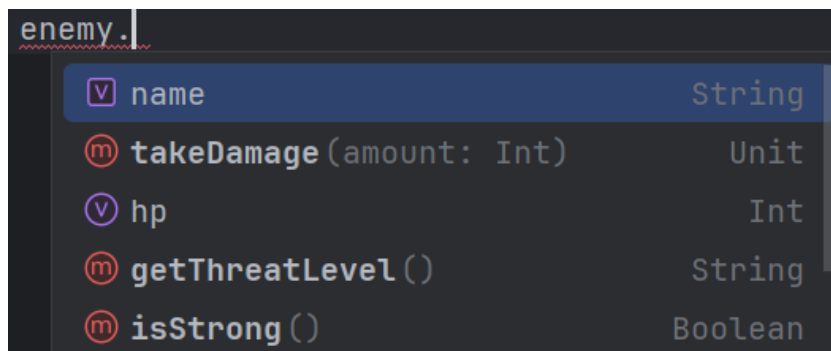 enemy.
V name String
m takeDamage(amount: Int) Unit
V hp Int
m getThreatLevel() String
m isStrong() Boolean